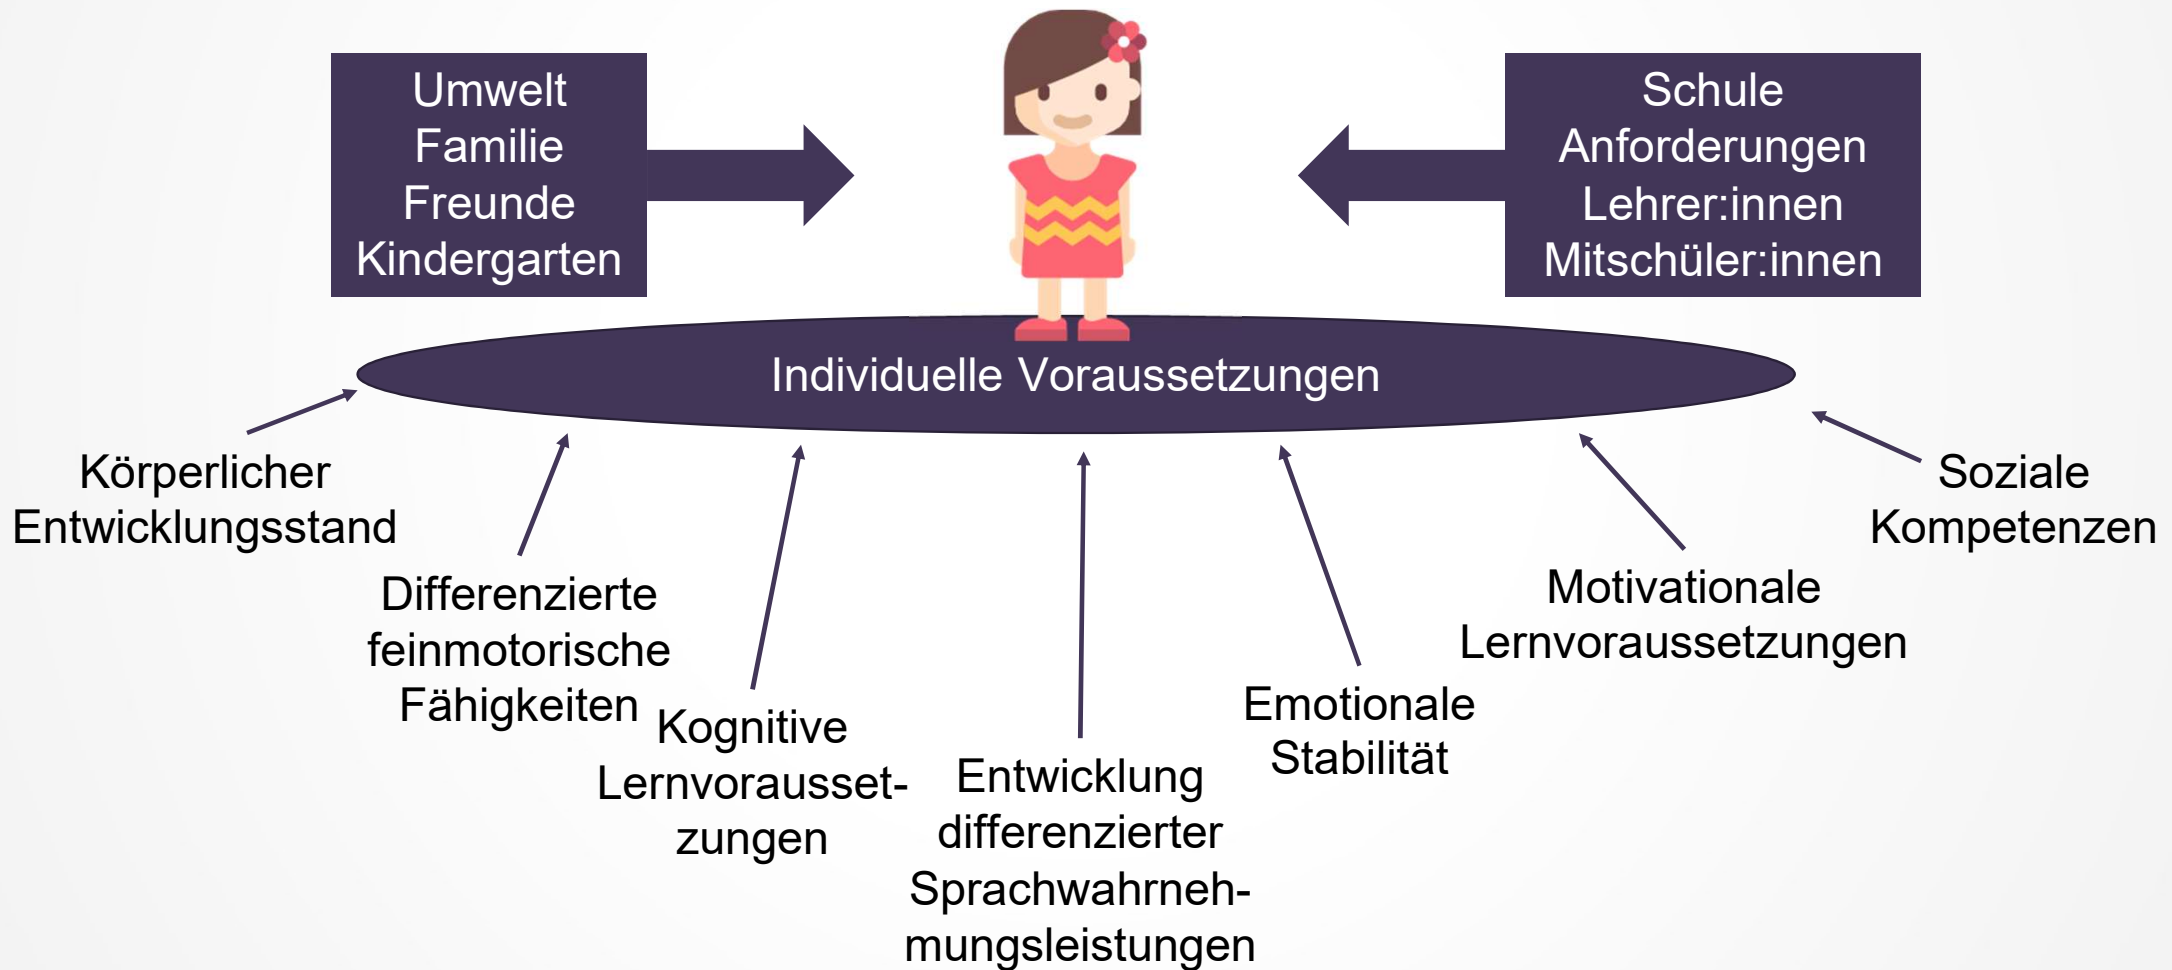 Umwelt
Familie
Freunde
Kindergarten
Schule
Anforderungen
Lehrer:innen
Mitschüler:innen
Individuelle Voraussetzungen
Körperlicher
Entwicklungsstand
Differenzierte
feinmotorische
Fähigkeiten
Kognitive
Lernvorausset-
zungen
Entwicklung
differenzierter
Sprachwahrneh-
mungsleistungen
Emotionale
Stabilität
Motivationale
Lernvoraussetzungen
Soziale
Kompetenzen